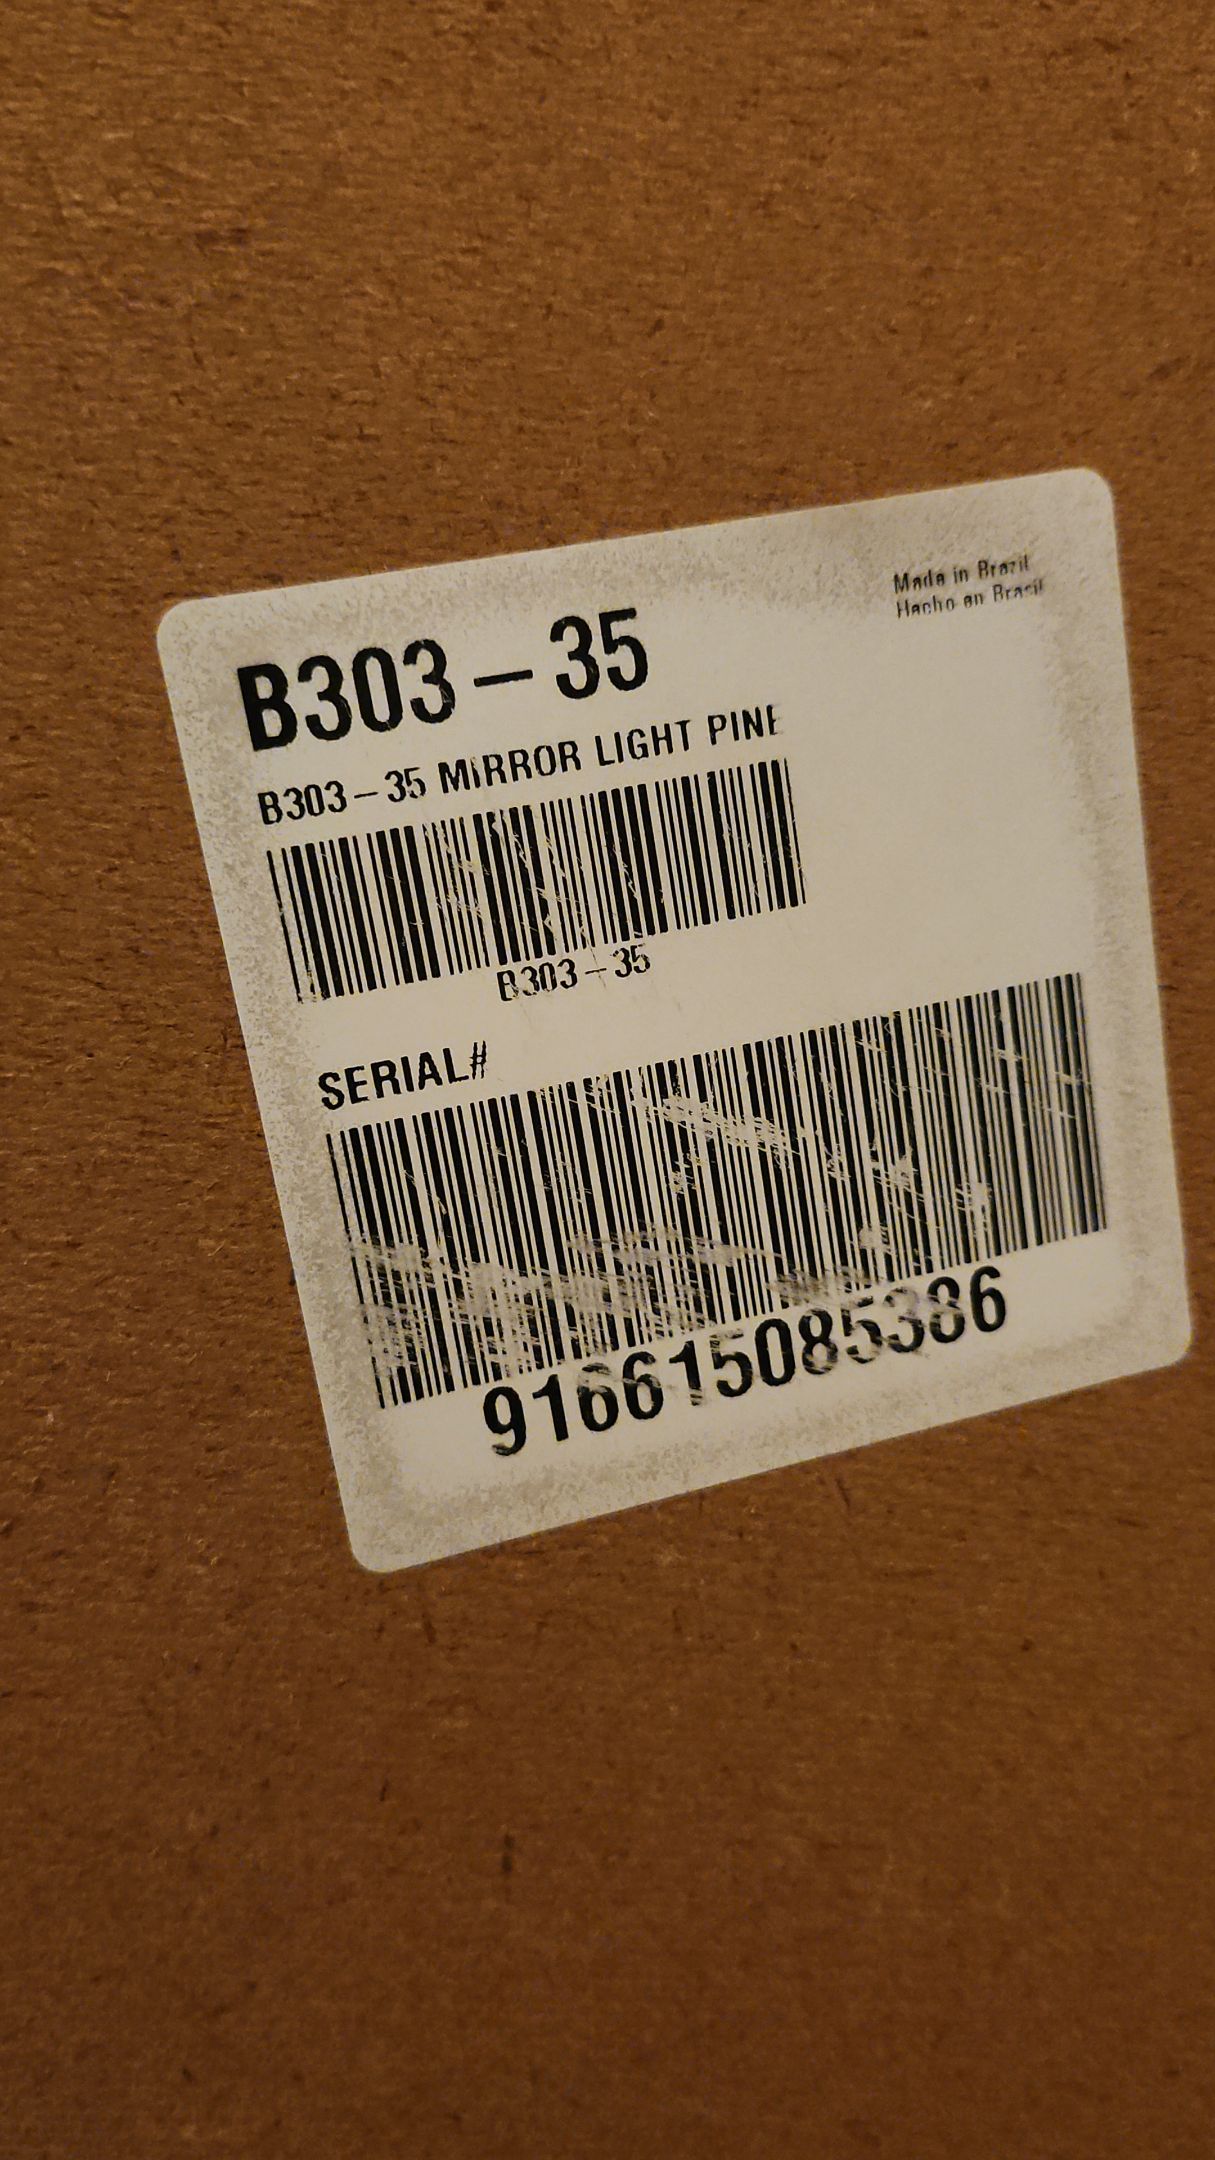 Made in Brazil
Hecho en Brasil
B303-35
B303-35 MIRROR LIGHT PINE
B303-35
SERIAL#
916615085386